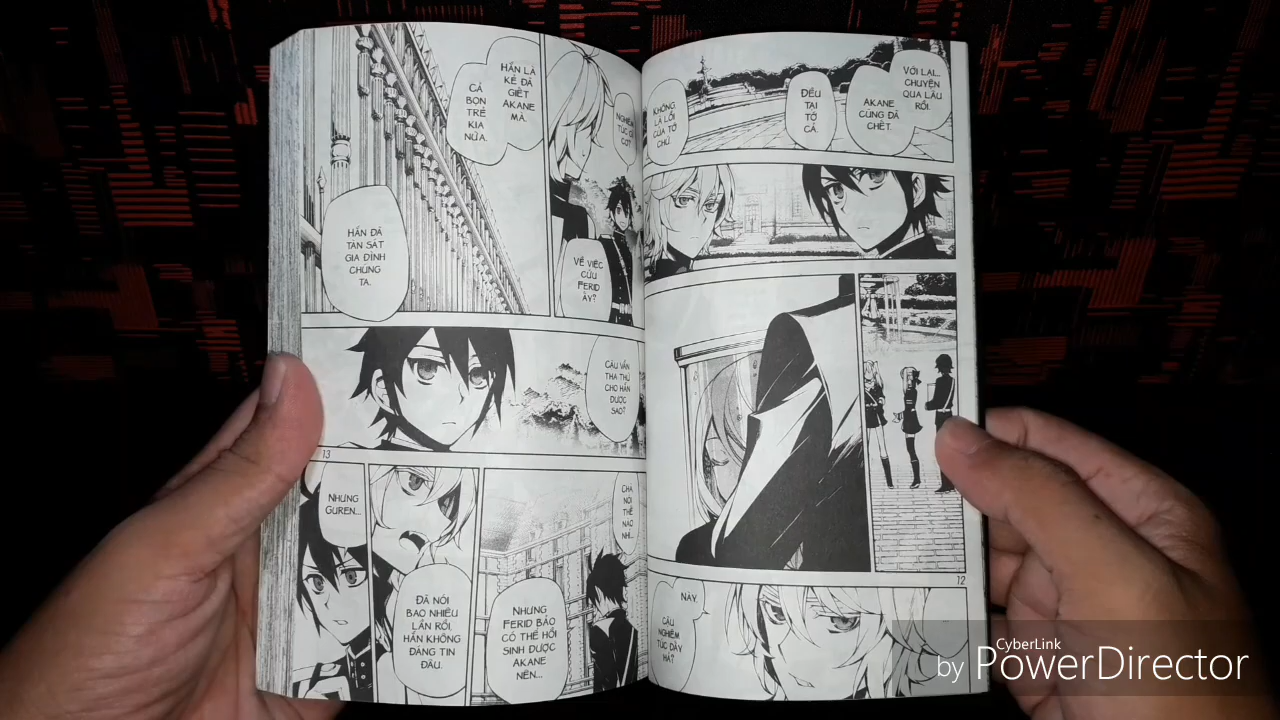 VỚI LẠI,
CHUYỆN
QUA LÂU
RỒI.
AKANE
CŨNG ĐÃ
CHẾT.
ĐỀU
TẠI
TỚ
CẢ.
KHÔNG
LÀ LỖI
CỦA TỚ
CHỨ.
12
NÀY.
CẬU
NGHIÊM
TÚC ĐẤY
HẢ?
NGHIÊM
VỀ VIỆC
CỨU
FERID
ẤY?
HẮN LÀ
KẺ ĐÃ
GIẾT
AKANE
MÀ.
CẢ
BỌN
TRẺ
KIA
NỮA.
HẮN ĐÃ
TÀN SÁT
GIA ĐÌNH
CHÚNG
TA.
CẬU VẪN
THA THỨ
CHO HẮN
ĐƯỢC
SAO?
13
CHẢ
NÓI
THẾ
NÀO
NHỈ...
NHƯNG
FERID BẢO
CÓ THỂ HỒI
SINH ĐƯỢC
AKANE
NÊN...
ĐÃ NÓI
BAO NHIÊU
LẦN RỒI,
HẮN KHÔNG
ĐÁNG TIN
ĐÂU.
NHƯNG
GUREN...
CyberLink
by PowerDirector